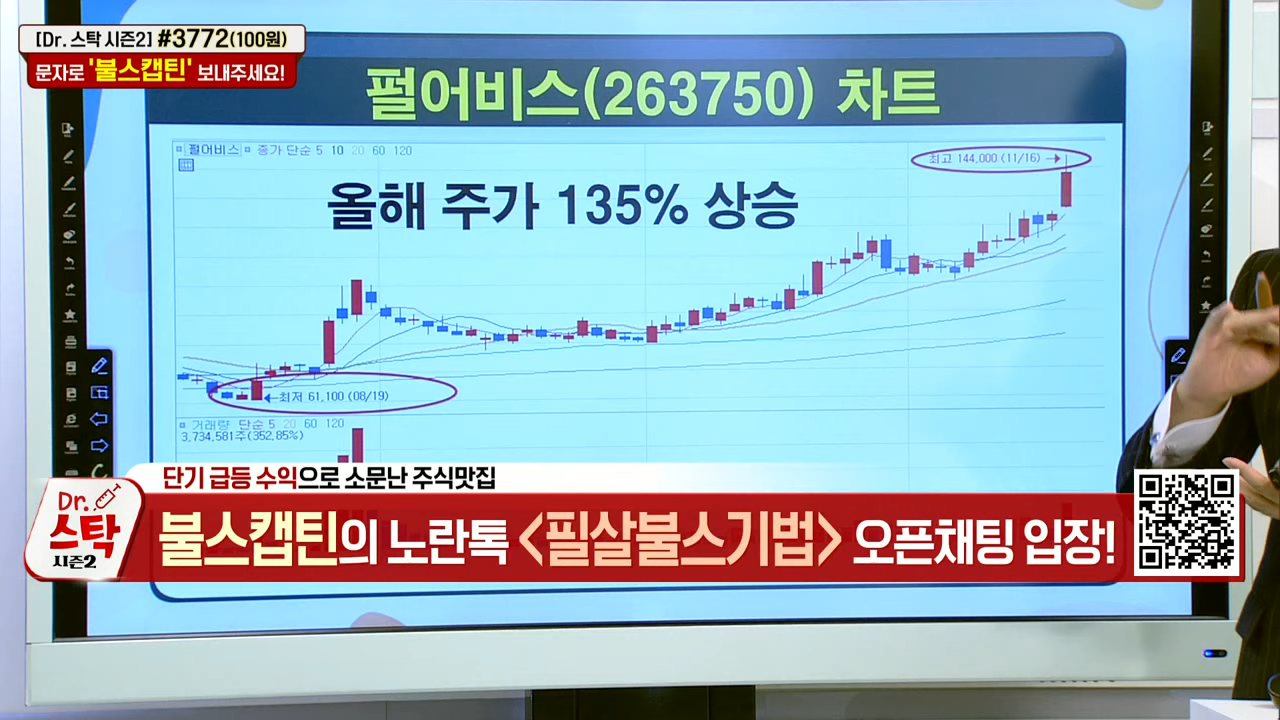 [Dr. 스탁 시즌2] #3772(100원)
문자로 '불스캡틴' 보내주세요!
펄어비스(263750) 차트
펄어비스 종가 단순 5 10 20 60 120
최고 144,000 (11/16)
올해 주가 135% 상승
최저 61,100 (08/19)
거래량 단순 5 20 60 120
3,734,581주(352,85%)
단기 급등 수익으로 소문난 주식맛집
Dr.
스탁
시즌2
불스캡틴의 노란톡 <필살불스기법> 오픈채팅 입장!